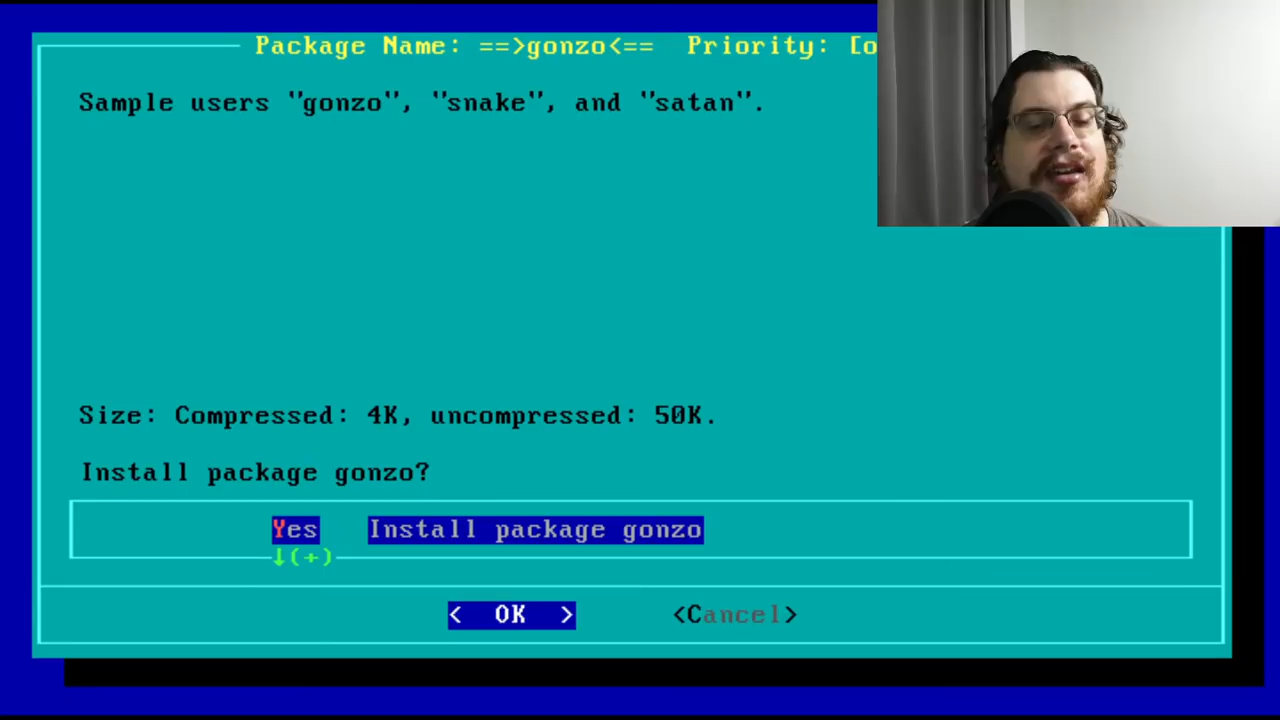 Package Name: ==>gonzo<== Priority: [o
Sample users "gonzo", "snake", and "satan".
Size: Compressed: 4K, uncompressed: 50K.
Install package gonzo?
Yes Install package gonzo
↓(+)
< OK > <Cancel>